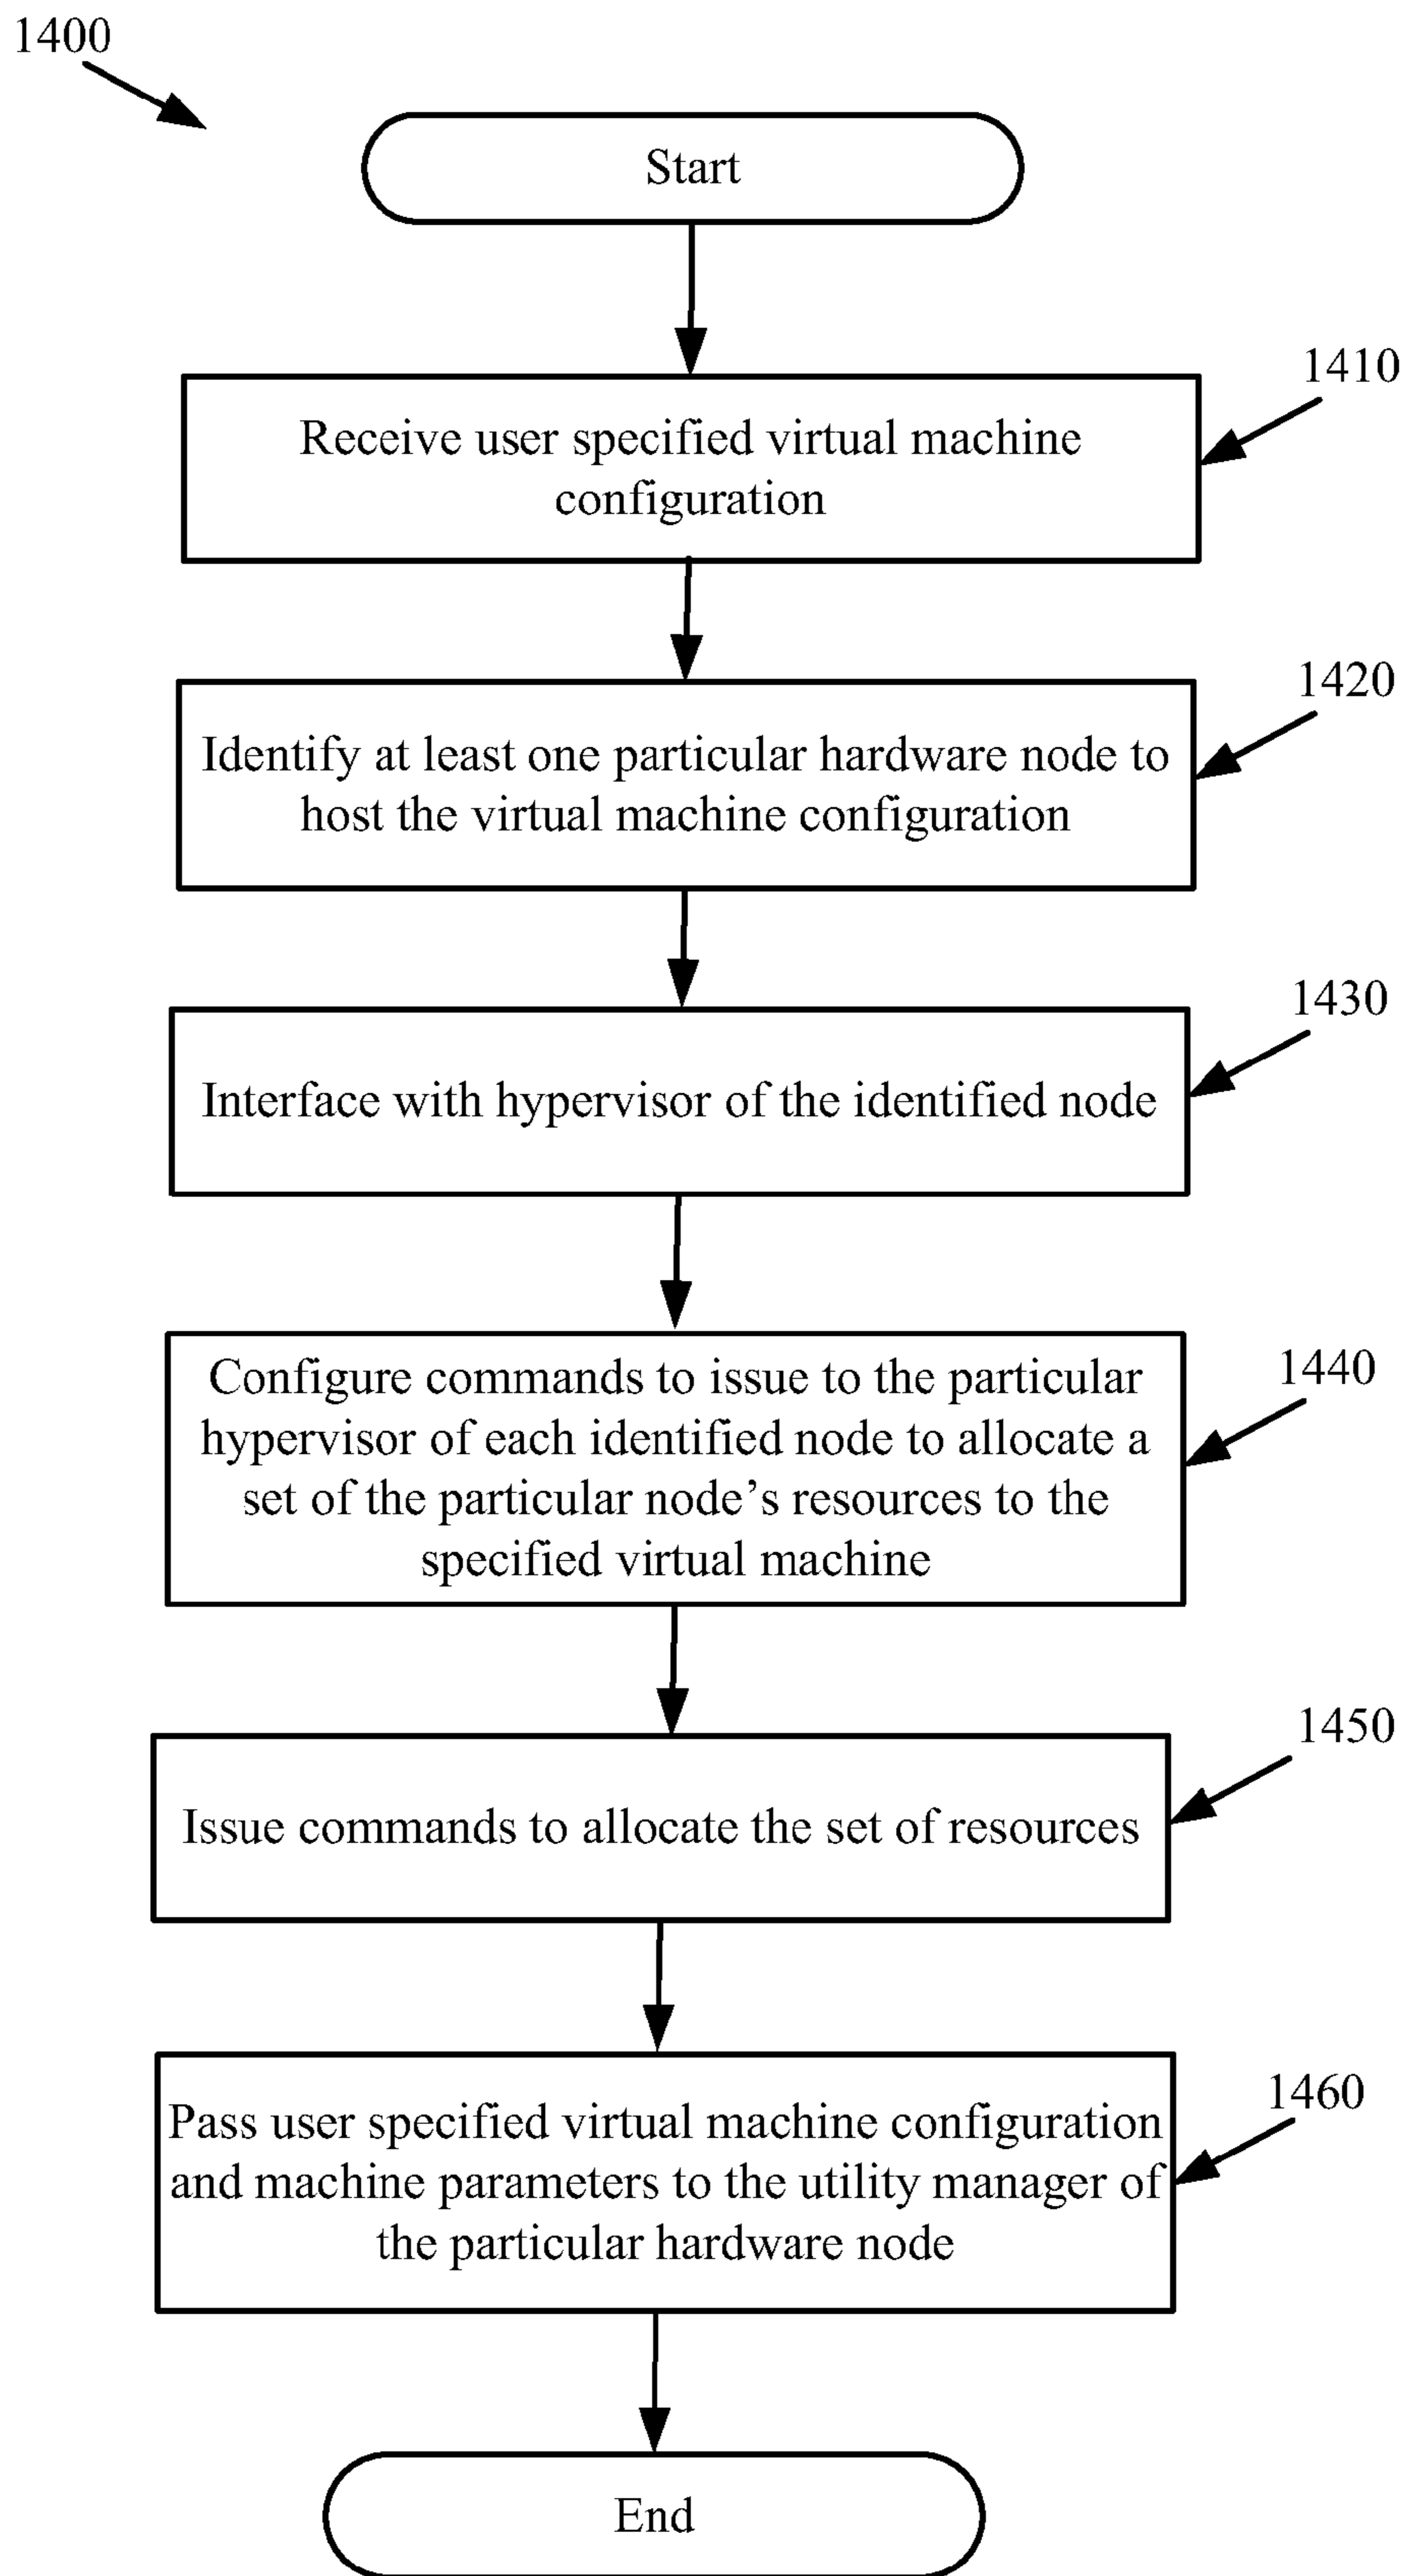 1400
Start
1410
Receive user specified virtual machine
configuration
1420
Identify at least one particular hardware node to
host the virtual machine configuration
1430
Interface with hypervisor of the identified node
1440
Configure commands to issue to the particular
hypervisor of each identified node to allocate a
set of the particular node’s resources to the
specified virtual machine
1450
Issue commands to allocate the set of resources
1460
Pass user specified virtual machine configuration
and machine parameters to the utility manager of
the particular hardware node
End